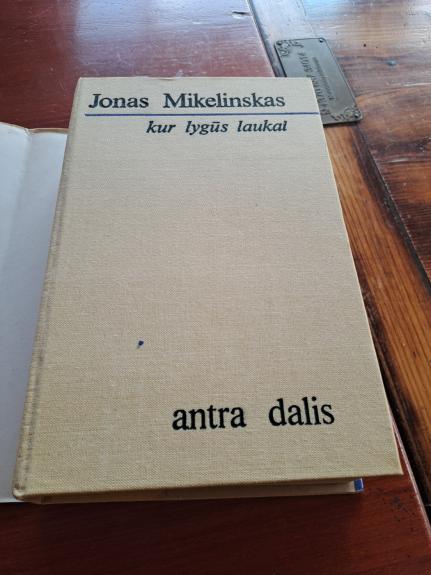 Jonas Mikelinskas
kur lygūs laukai
antra dalis